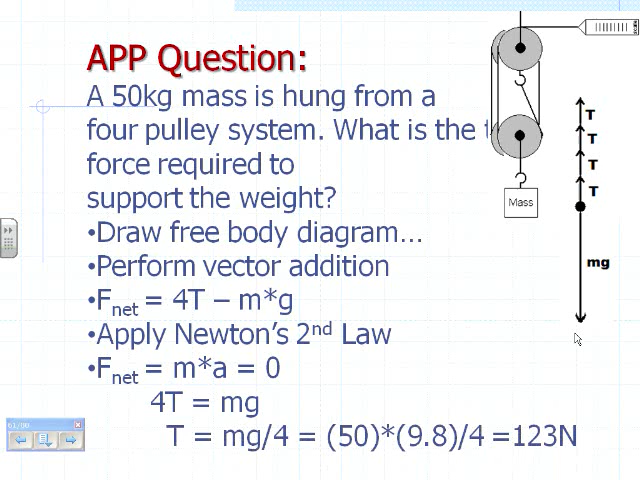 APP Question:
A 50kg mass is hung from a
four pulley system. What is the t
force required to
support the weight?
•Draw free body diagram…
•Perform vector addition
•Fnet = 4T – m*g
•Apply Newton's 2nd Law
•Fnet = m*a = 0
4T = mg
T = mg/4 = (50)*(9.8)/4 =123N
Mass
T
T
T
T
mg